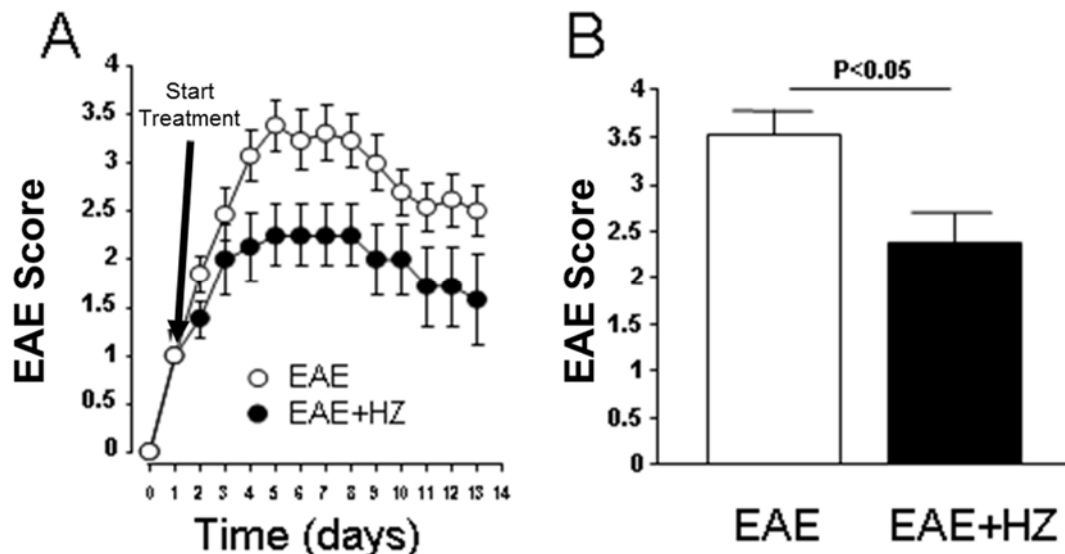 A
EAE Score
4
3.5
3
2.5
2
1.5
1
0.5
0
Start
Treatment
EAE
EAE+HZ
0 1 2 3 4 5 6 7 8 9 10 11 12 13 14
Time (days)
B
EAE Score
P<0.05
4
3.5
3
2.5
2
1.5
1
0.5
0
EAE EAE+HZ